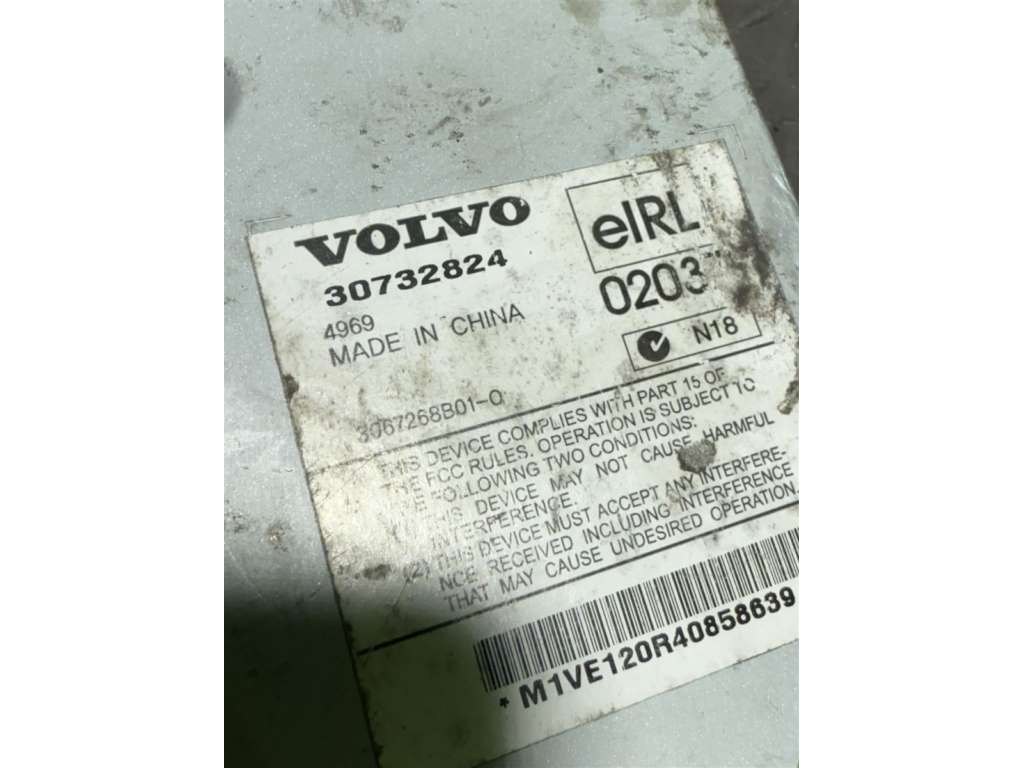 VOLVO
30732824
4969
MADE IN CHINA
eIRL
0203
N18
3067268B01-0
THIS DEVICE COMPLIES WITH PART 15 OF
THE FCC RULES. OPERATION IS SUBJECT TO
FOLLOWING TWO CONDITIONS:
THIS DEVICE MAY NOT CAUSE HARMFUL
INTERFERENCE.
(2) THIS DEVICE MUST ACCEPT ANY INTERFERE-
NCE RECEIVED INCLUDING INTERFERENCE
THAT MAY CAUSE UNDESIRED OPERATION.
* M1VE120R40858639